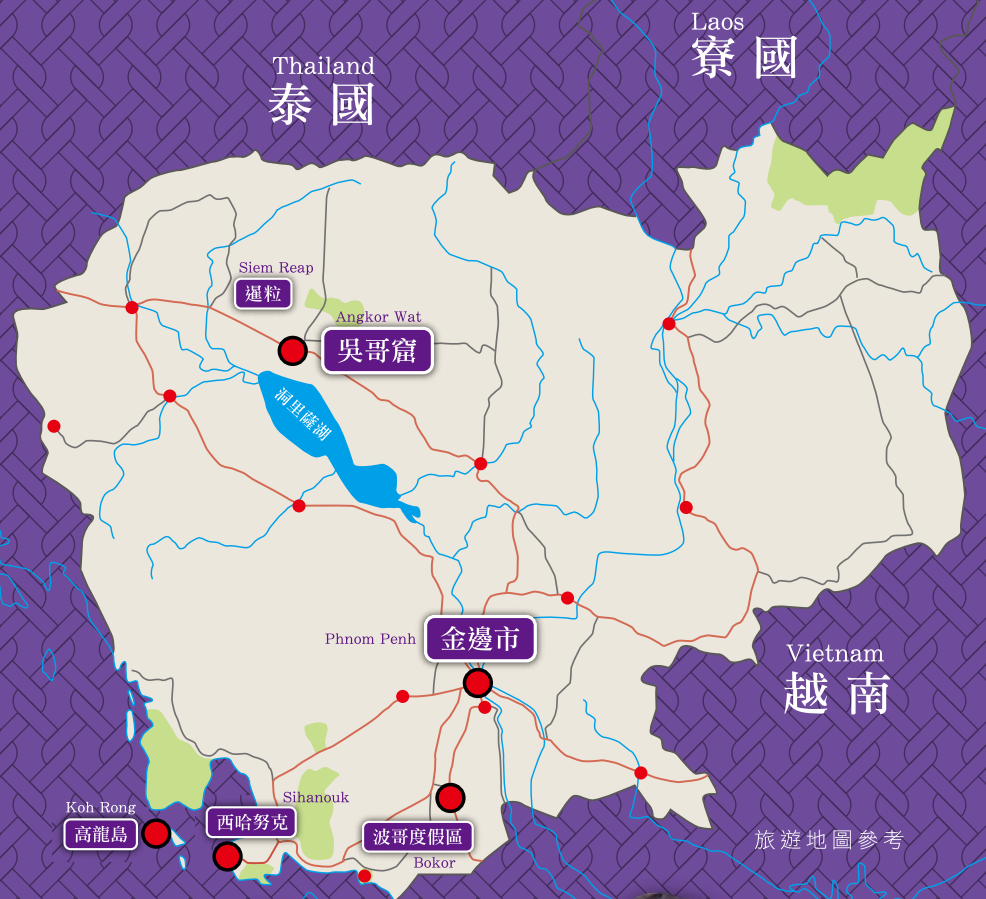 Laos
寮國
Thailand
泰國
Siem Reap
暹粒
Angkor Wat
吳哥窟
洞里薩湖
Phnom Penh
金邊市
Vietnam
越南
Koh Rong
高龍島
Sihanouk
西哈努克
波哥度假區
Bokor
旅遊地圖參考